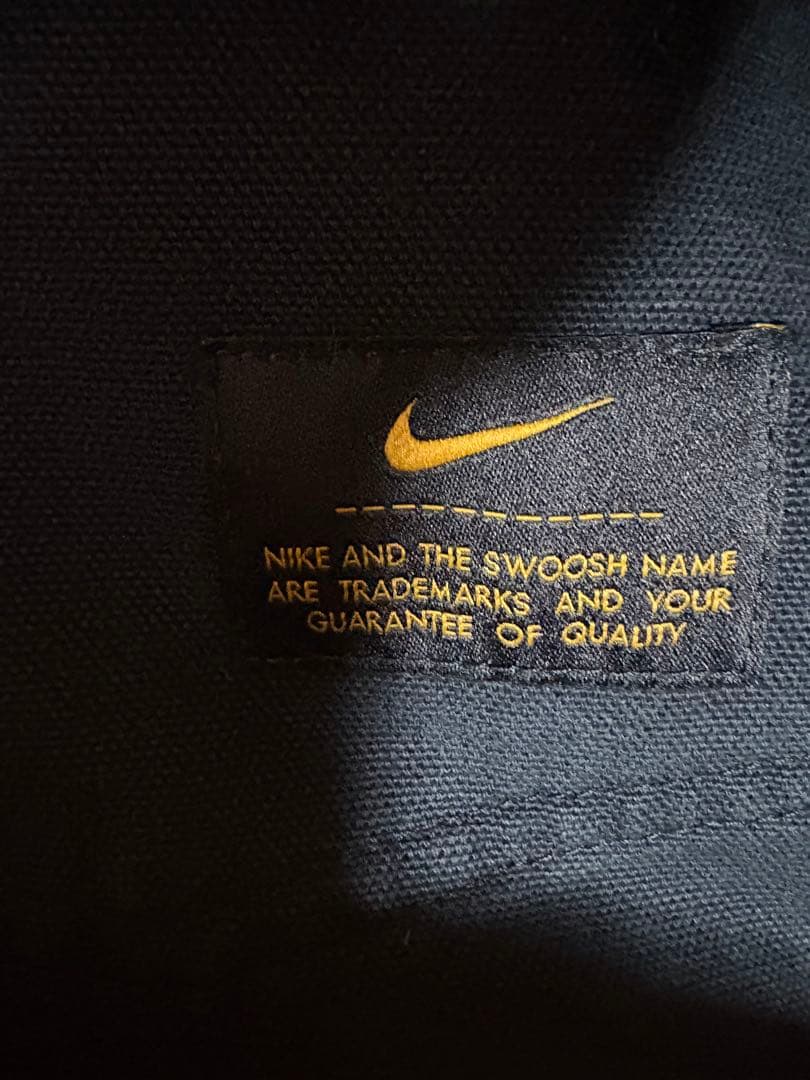 NIKE AND THE SWOOSH NAME
ARE TRADEMARKS AND YOUR
GUARANTEE OF QUALITY